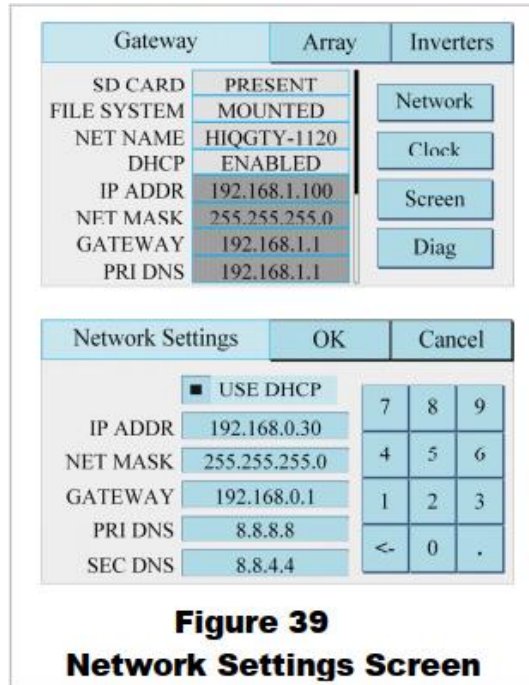 Gateway Array Inverters
SD CARD PRESENT
FILE SYSTEM MOUNTED
NET NAME HIQGTY-1120
DHCP ENABLED
IP ADDR 192.168.1.100
NET MASK 255.255.255.0
GATEWAY 192.168.1.1
PRI DNS 192.168.1.1
Network
Clock
Screen
Diag
Network Settings OK Cancel
USE DHCP
IP ADDR 192.168.0.30
NET MASK 255.255.255.0
GATEWAY 192.168.0.1
PRI DNS 8.8.8.8
SEC DNS 8.8.4.4
7 8 9
4 5 6
1 2 3
<- 0 .
Figure 39
Network Settings Screen